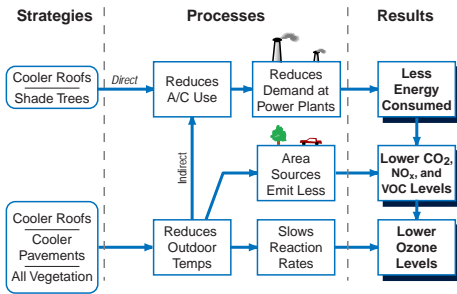 Strategies
Processes
Results
Cooler Roofs
Shade Trees
Direct
Reduces
A/C Use
Reduces
Demand at
Power Plants
Less
Energy
Consumed
Indirect
Area
Sources
Emit Less
Lower CO₂,
NOₓ, and
VOC Levels
Cooler Roofs
Cooler
Pavements
All Vegetation
Reduces
Outdoor
Temps
Slows
Reaction
Rates
Lower
Ozone
Levels